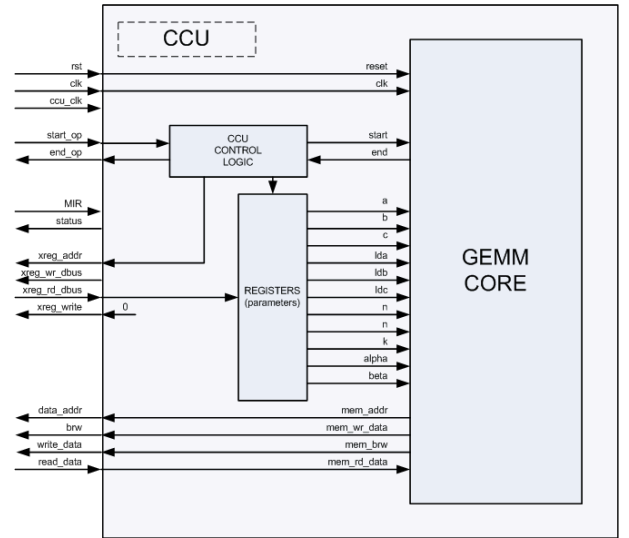 CCU
rst
reset
clk
clk
ccu_clk
start_op
CCU
CONTROL
LOGIC
start
end_op
end
MIR
status
a
b
c
xreg_addr
xreg_wr_dbus
xreg_rd_dbus
xreg_write
0
REGISTERS
(parameters)
lda
ldb
ldc
n
n
k
alpha
beta
GEMM
CORE
data_addr
mem_addr
brw
mem_wr_data
write_data
mem_brw
read_data
mem_rd_data